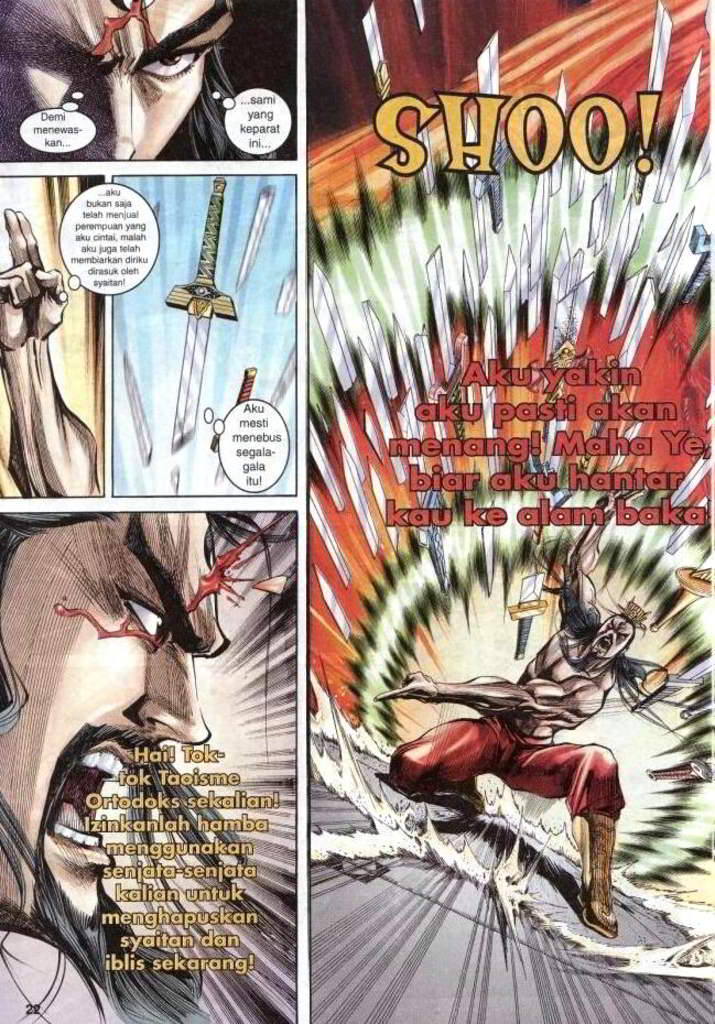 Demi
menewas-
kan...
...sami
yang
keparat
ini...
...aku
bukan saja
telah menjual
perempuan yang
aku cintai, malah
aku juga telah
membiarkan diriku
dirasuk oleh
syaitan!
Aku
mesti
menebus
segala-
gala
itu!
Hai! Tok-
tok Taoisme
Ortodoks sekalian!
Izinkanlah hamba
menggunakan
senjata-senjata
kalian untuk
menghapuskan
syaitan dan
iblis sekarang!
22
SHOO!
Aku yakin
aku pasti akan
menang! Maha Ye,
biar aku hantar
kau ke alam baka